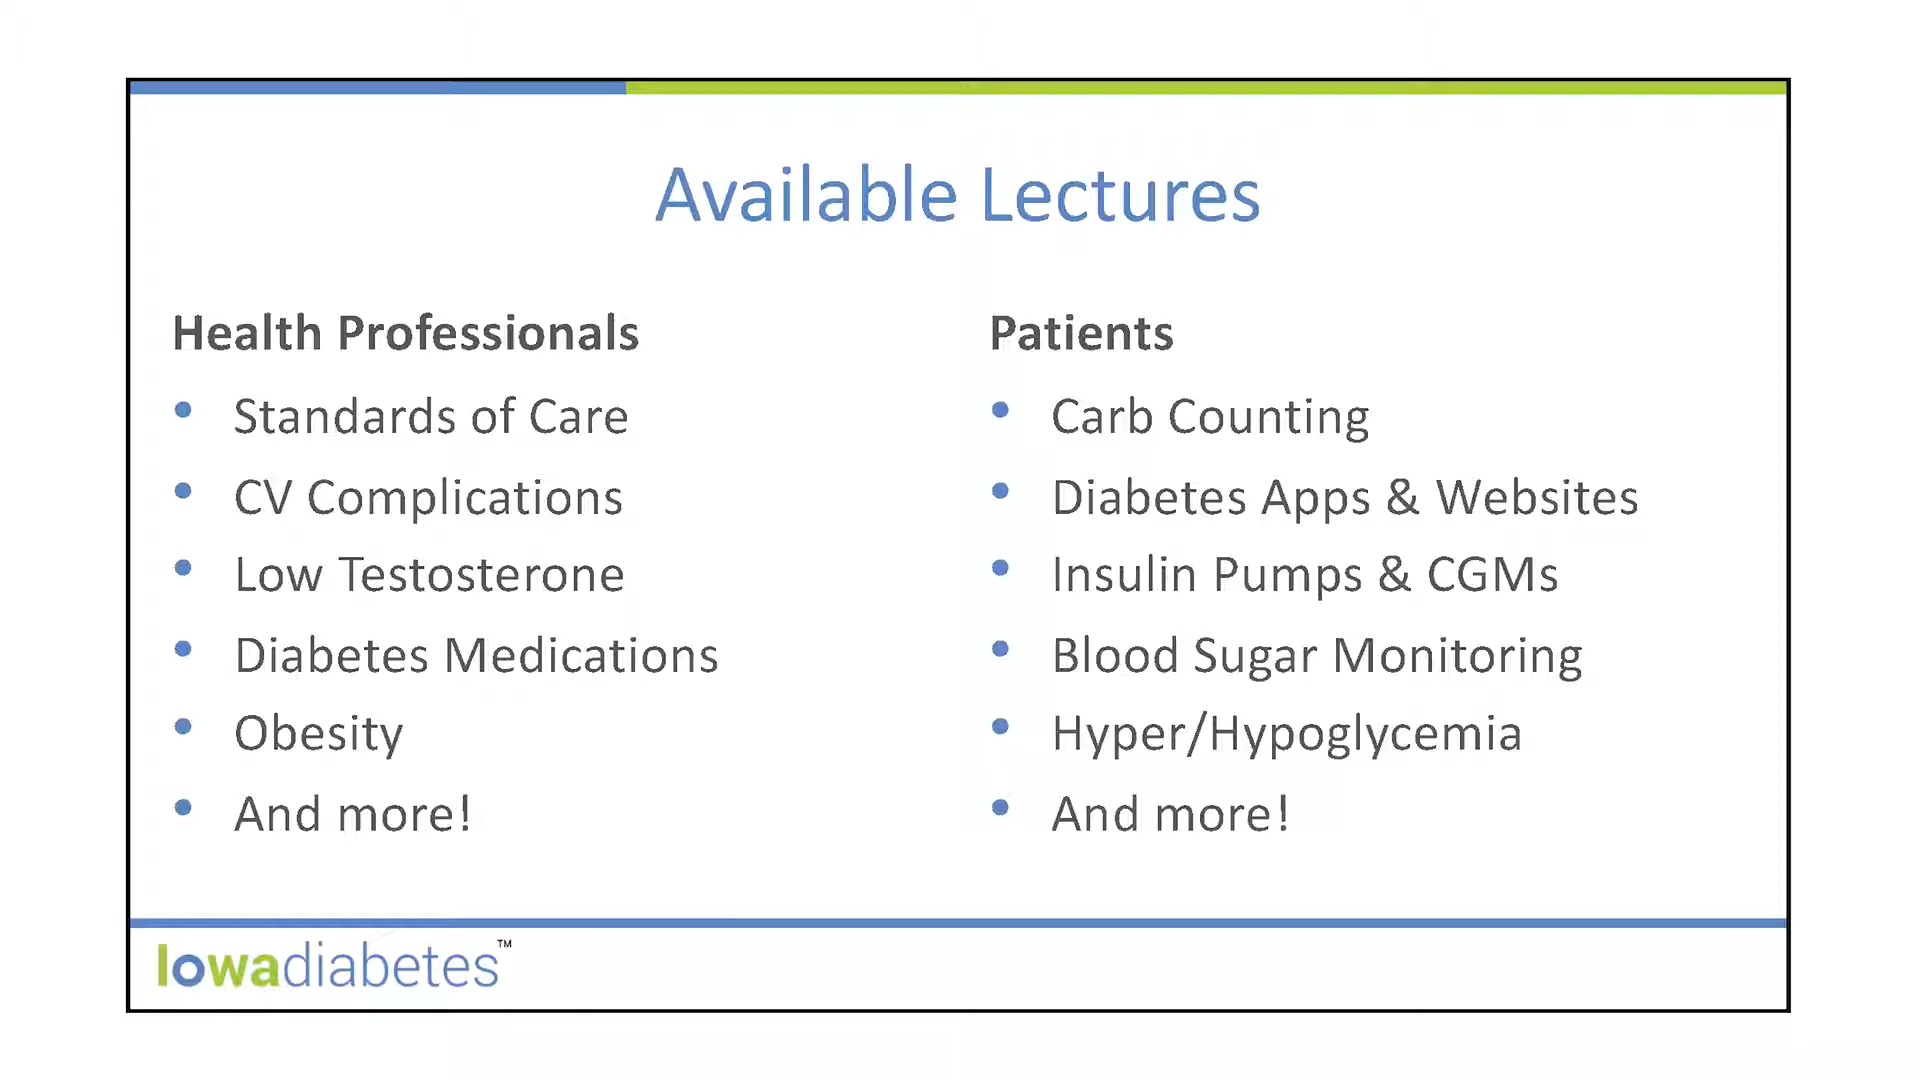 Available Lectures
Health Professionals
• Standards of Care
• CV Complications
• Low Testosterone
• Diabetes Medications
• Obesity
• And more!
Patients
• Carb Counting
• Diabetes Apps & Websites
• Insulin Pumps & CGMs
• Blood Sugar Monitoring
• Hyper/Hypoglycemia
• And more!
Iowadiabetes™